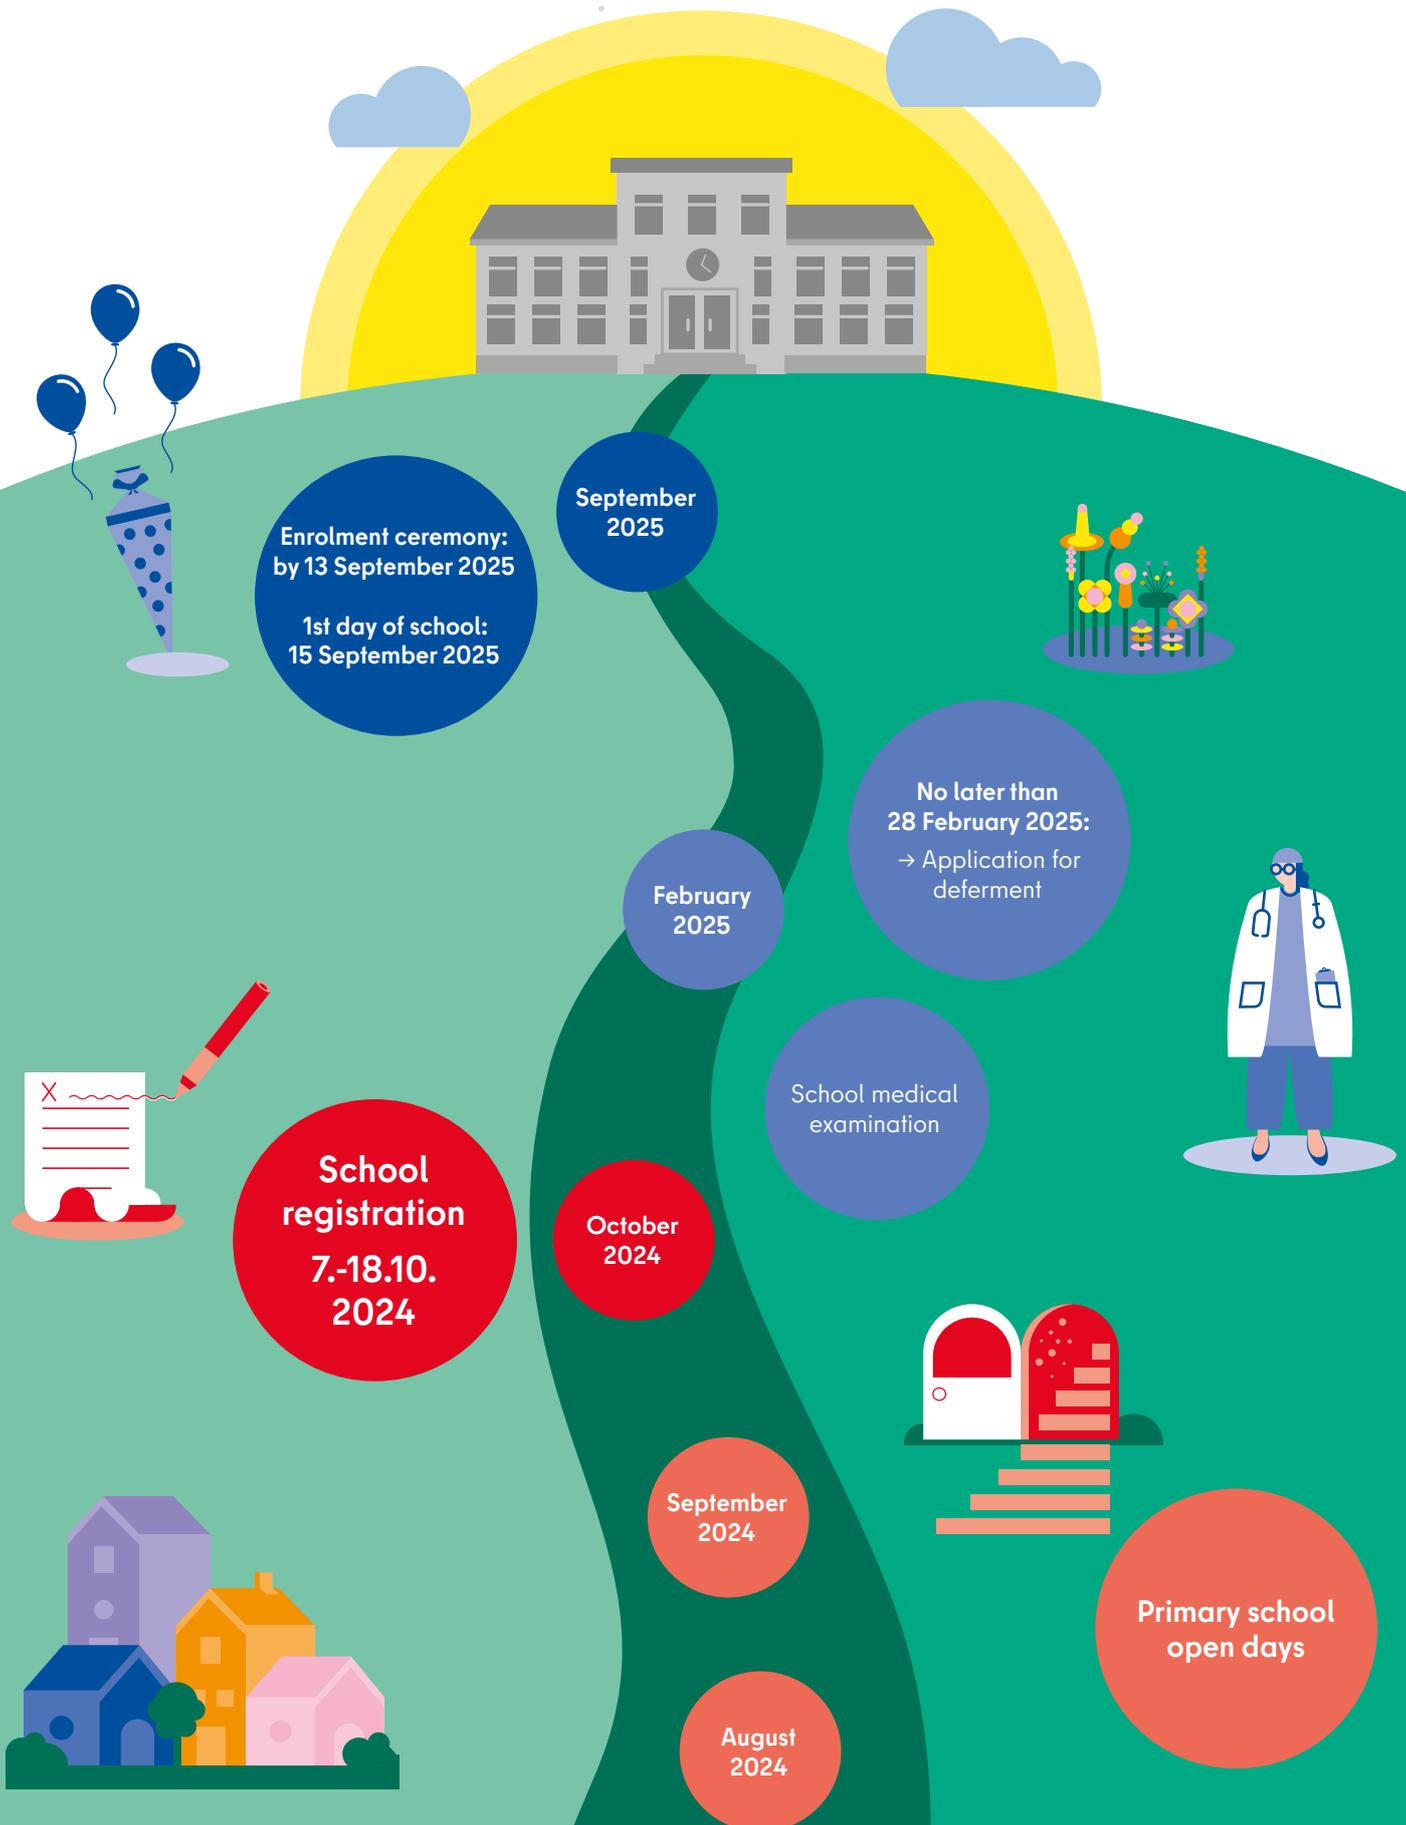 September
2025
Enrolment ceremony:
by 13 September 2025
1st day of school:
15 September 2025
No later than
28 February 2025:
→ Application for
deferment
February
2025
School medical
examination
X
School
registration
7.-18.10.
2024
October
2024
September
2024
Primary school
open days
August
2024